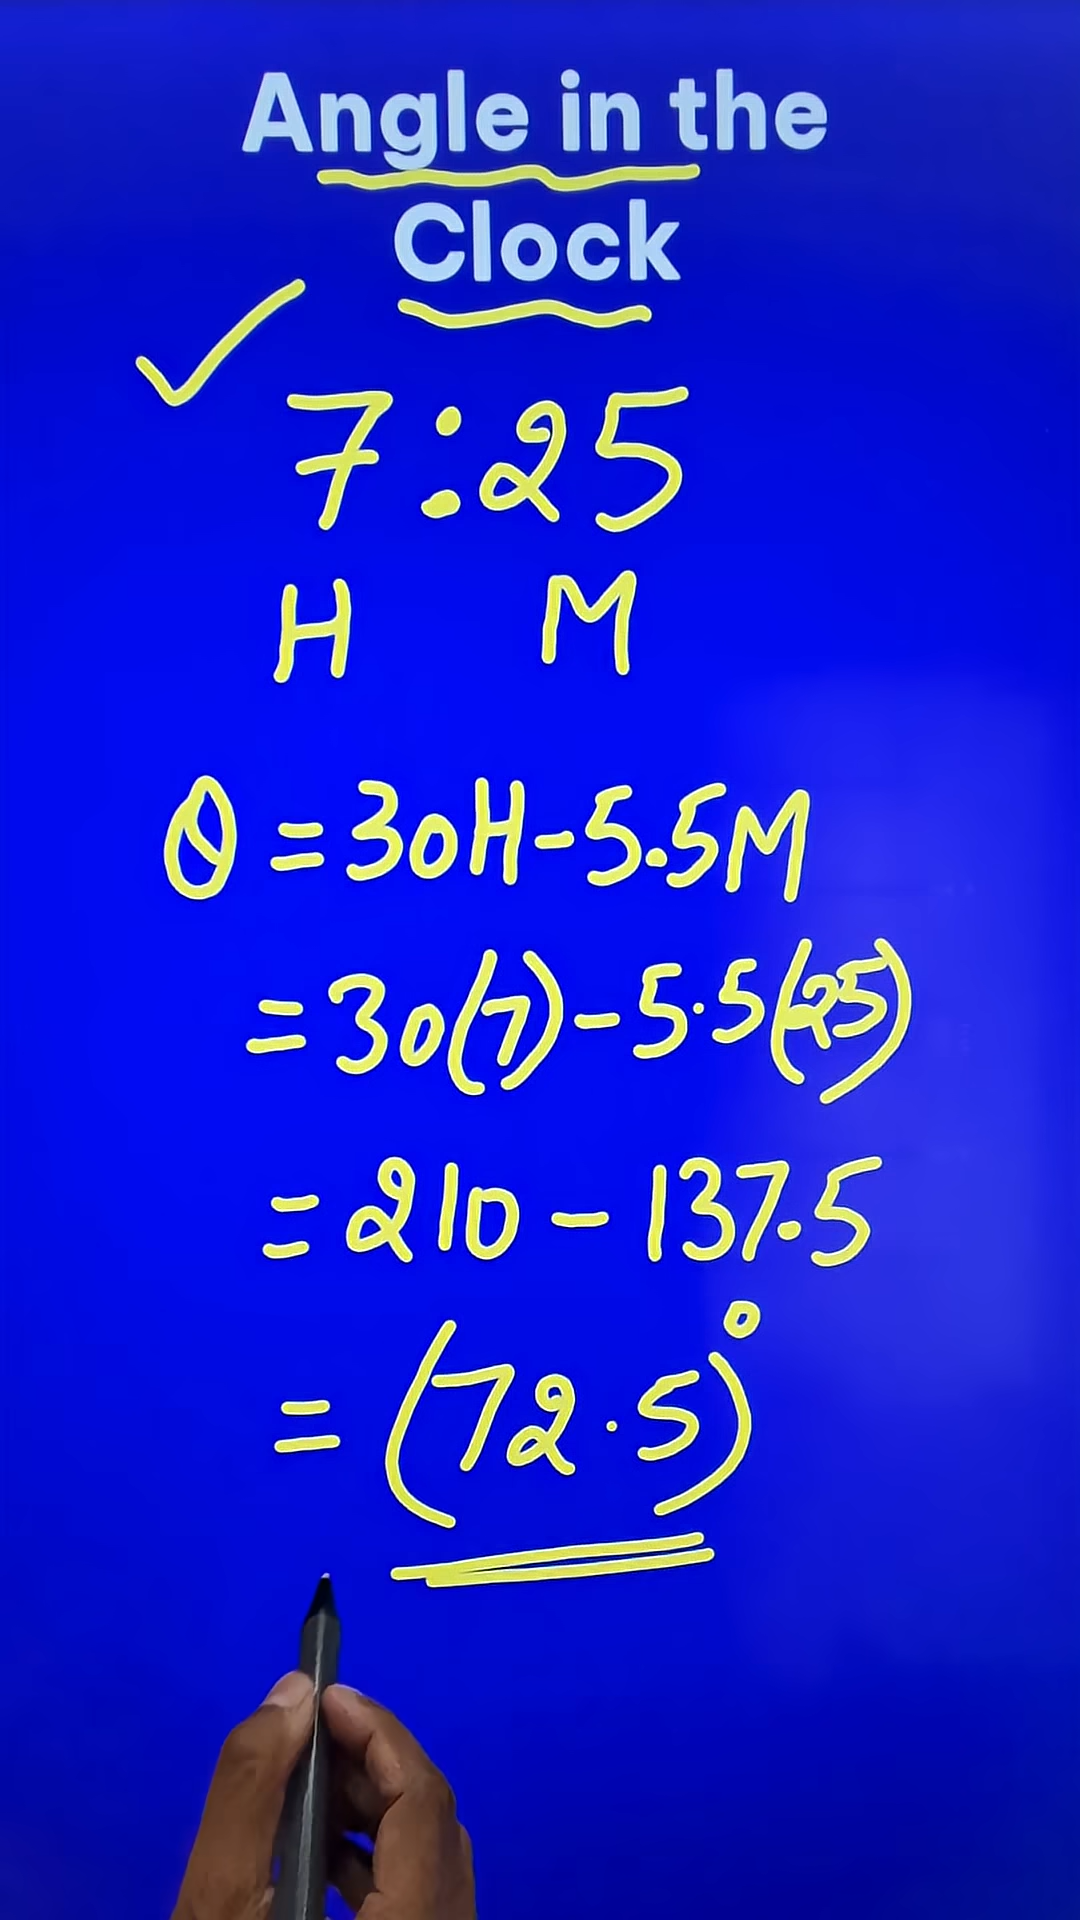 Angle in the
Clock
7:25
H M
θ = 30H-5.5M
= 30(7)-5.5(25)
= 210 - 137.5
= (72.5)°